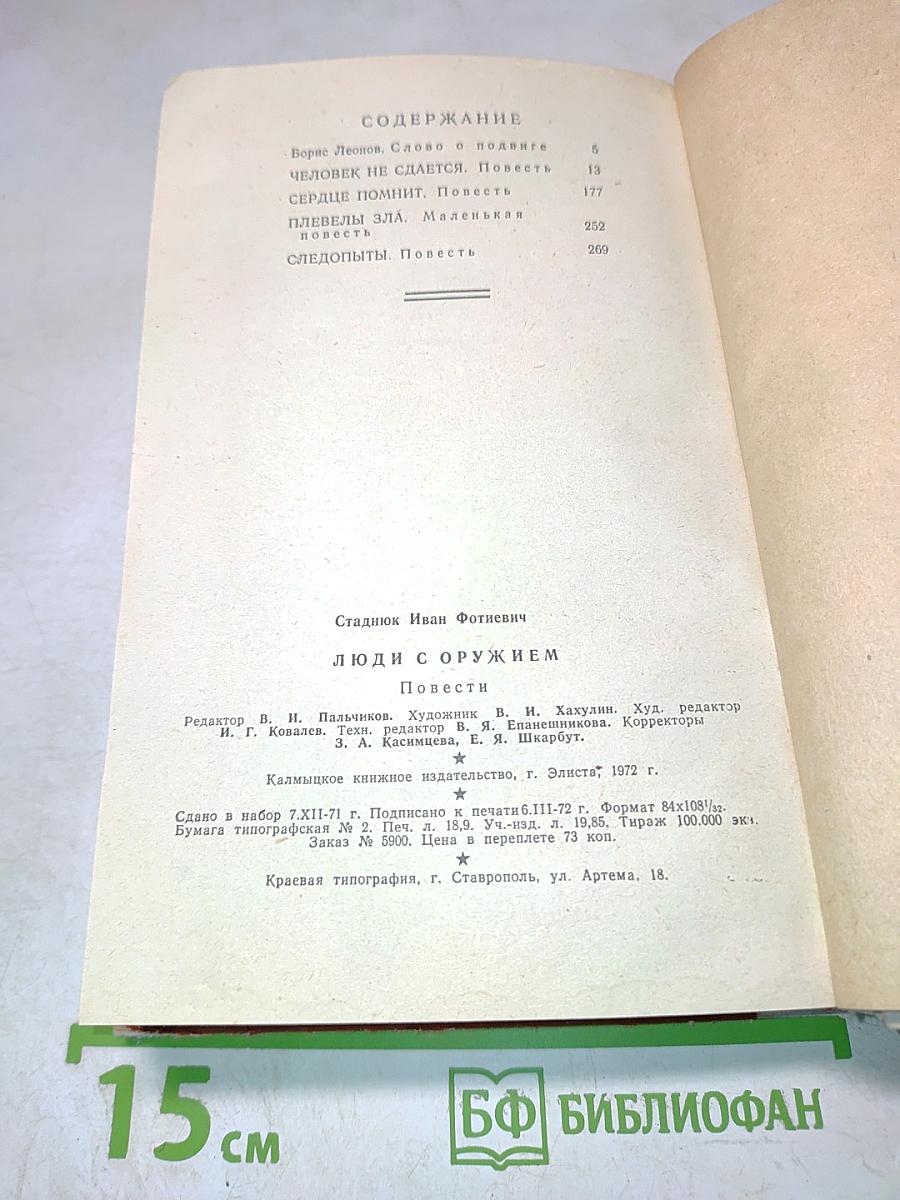 СОДЕРЖАНИЕ
Борис Леонов. Слово о подвиге 5
ЧЕЛОВЕК НЕ СДАЕТСЯ. Повесть 13
СЕРДЦЕ ПОМНИТ. Повесть 177
ПЛЕВЕЛЫ ЗЛА. Маленькая
повесть 252
СЛЕДОПЫТЫ. Повесть 269
Стаднюк Иван Фотиевич
ЛЮДИ С ОРУЖИЕМ
Повести
Редактор В. И. Пальчиков. Художник В. И. Хахулин. Худ. редактор
И. Г. Ковалев. Техн. редактор В. Я. Епанешникова. Корректоры
З. А. Касимцева, Е. Я. Шкарбут.
Калмыцкое книжное издательство, г. Элиста, 1972 г.
Сдано в набор 7.XII-71 г. Подписано к печати 6.III-72 г. Формат 84х108¹/₃₂.
Бумага типографская № 2. Печ. л. 18,9. Уч.-изд. л. 19,85. Тираж 100.000 экз.
Заказ № 5900. Цена в переплете 73 коп.
Краевая типография, г. Ставрополь, ул. Артема, 18.
15 см
БФ БИБЛИОФАН